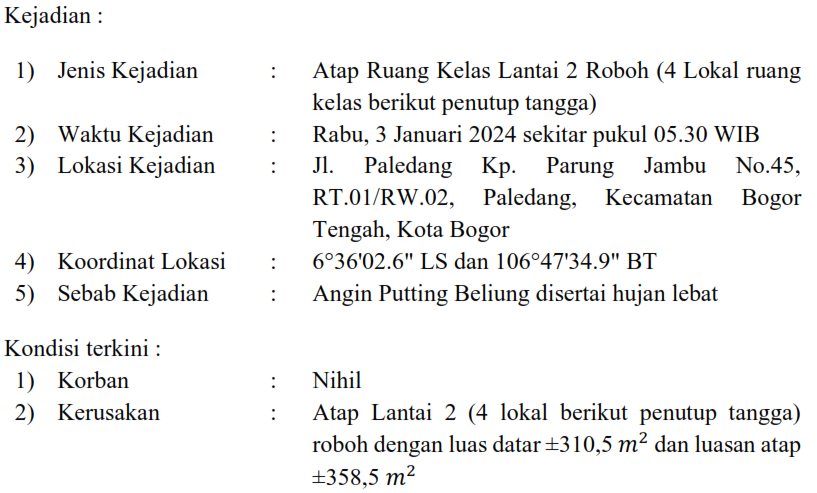 Kejadian :
1) Jenis Kejadian : Atap Ruang Kelas Lantai 2 Roboh (4 Lokal ruang
kelas berikut penutup tangga)
2) Waktu Kejadian : Rabu, 3 Januari 2024 sekitar pukul 05.30 WIB
3) Lokasi Kejadian : Jl. Paledang Kp. Parung Jambu No.45,
RT.01/RW.02, Paledang, Kecamatan Bogor
Tengah, Kota Bogor
4) Koordinat Lokasi : 6°36'02.6" LS dan 106°47'34.9" BT
5) Sebab Kejadian : Angin Putting Beliung disertai hujan lebat
Kondisi terkini :
1) Korban : Nihil
2) Kerusakan : Atap Lantai 2 (4 lokal berikut penutup tangga)
roboh dengan luas datar ±310,5 m² dan luasan atap
±358,5 m²